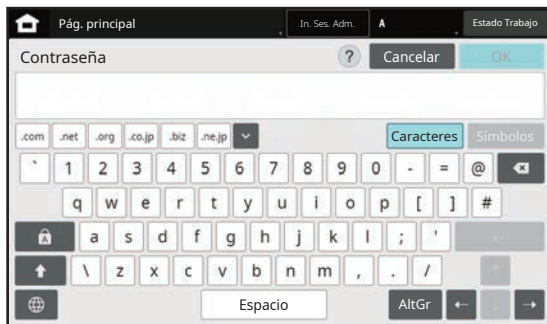 Pág. principal In. Ses. Adm. A Estado Trabajo
Contraseña ? Cancelar OK
.com .net .org .co.jp .biz .ne.jp Caracteres Símbolos
` 1 2 3 4 5 6 7 8 9 0 - = @
q w e r t y u i o p [ ] #
A a s d f g h j k l ; '
\ z x c v b n m , . /
Espacio AltGr